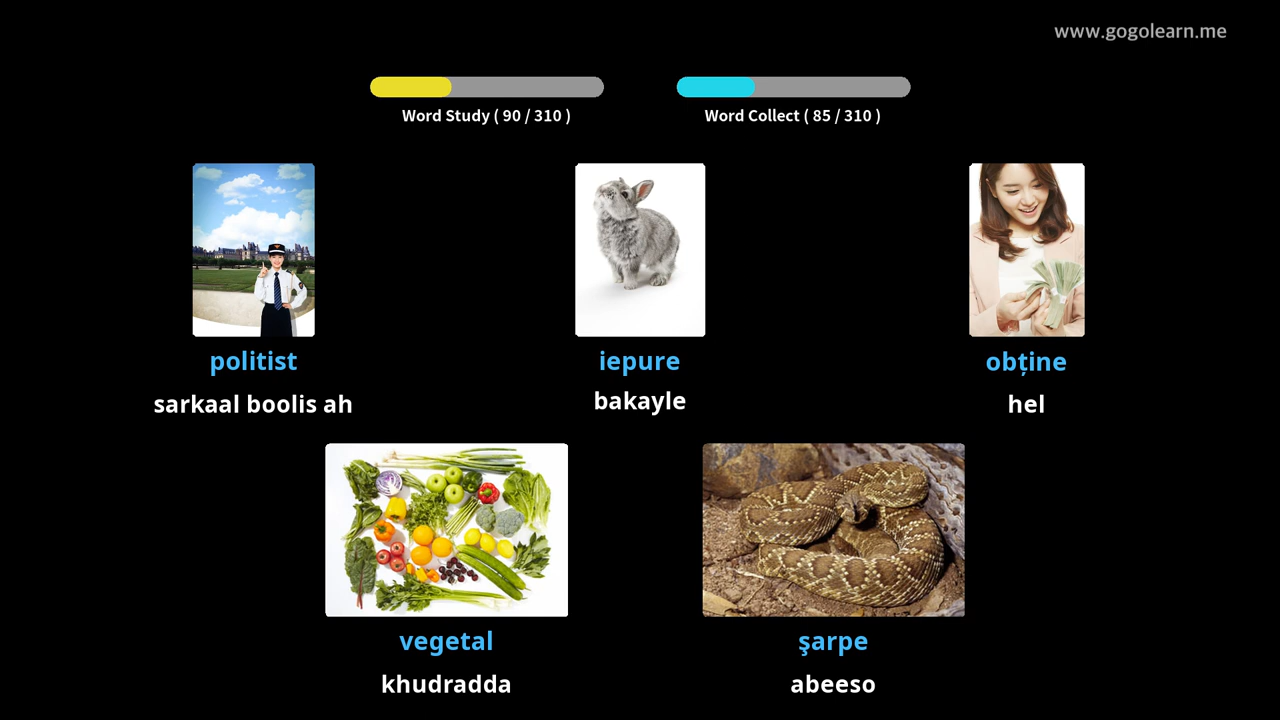 www.gogolearn.me
Word Study ( 90 / 310 )
Word Collect ( 85 / 310 )
politist
iepure
obține
sarkaal boolis ah
bakayle
hel
vegetal
şarpe
khudradda
abeeso